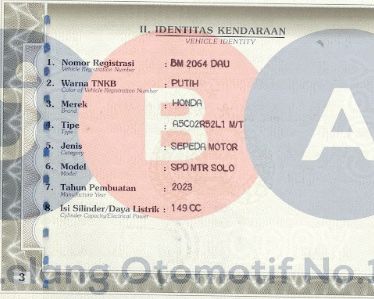 II. IDENTITAS KENDARAAN
VEHICLE IDENTITY
1. Nomor Registrasi : BM 2064 DAU
Vehicle Registration Number
2. Warna TNKB : PUTIH
Color of Vehicle Registration Number
3. Merek : HONDA
Brand
4. Tipe : A5C02R52L1 M/T
Type
5. Jenis : SEPEDA MOTOR
Category
6. Model : SPD MTR SOLO
Model
7. Tahun Pembuatan : 2023
Manufacture Year
8. Isi Silinder/Daya Listrik : 149 CC
Cylinder Capacity/Electrical Power
3
B A
elang Otomotif No.1